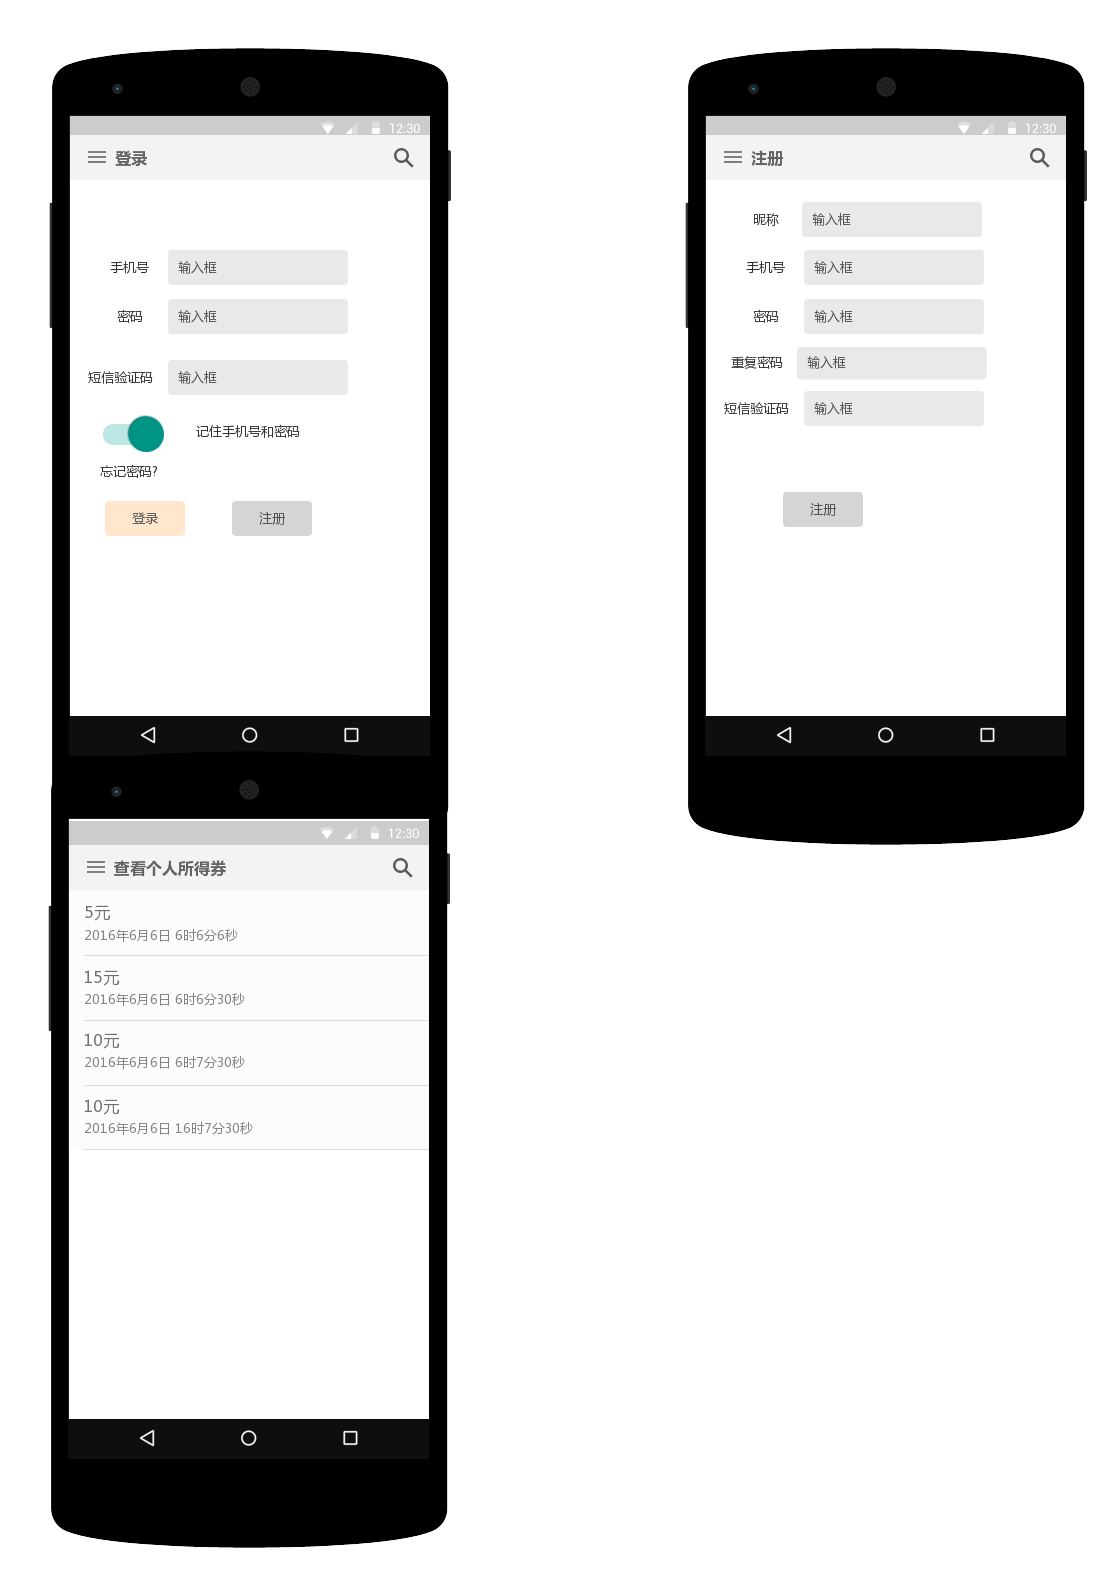 12:30
登录
手机号 输入框
密码 输入框
短信验证码 输入框
记住手机号和密码
忘记密码?
登录 注册
12:30
注册
昵称 输入框
手机号 输入框
密码 输入框
重复密码 输入框
短信验证码 输入框
注册
12:30
查看个人所得券
5元
2016年6月6日 6时6分6秒
15元
2016年6月6日 6时6分30秒
10元
2016年6月6日 6时7分30秒
10元
2016年6月6日 16时7分30秒